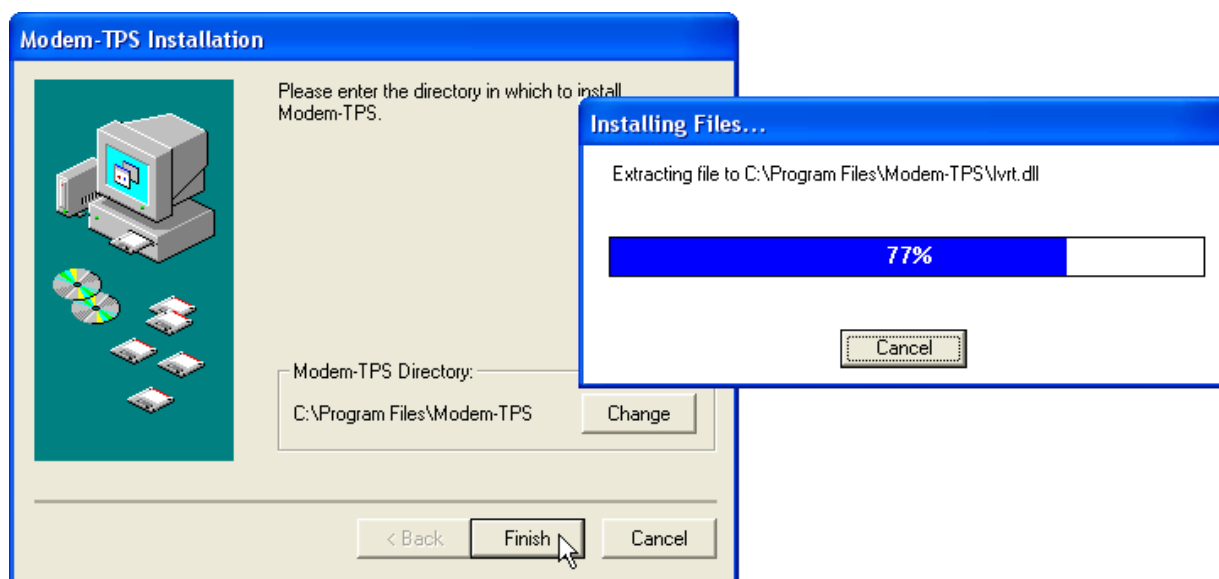 Modem-TPS Installation
Please enter the directory in which to install
Modem-TPS.
Modem-TPS Directory:
C:\Program Files\Modem-TPS
Change
< Back
Finish
Cancel
Installing Files...
Extracting file to C:\Program Files\Modem-TPS\lvrt.dll
77%
Cancel